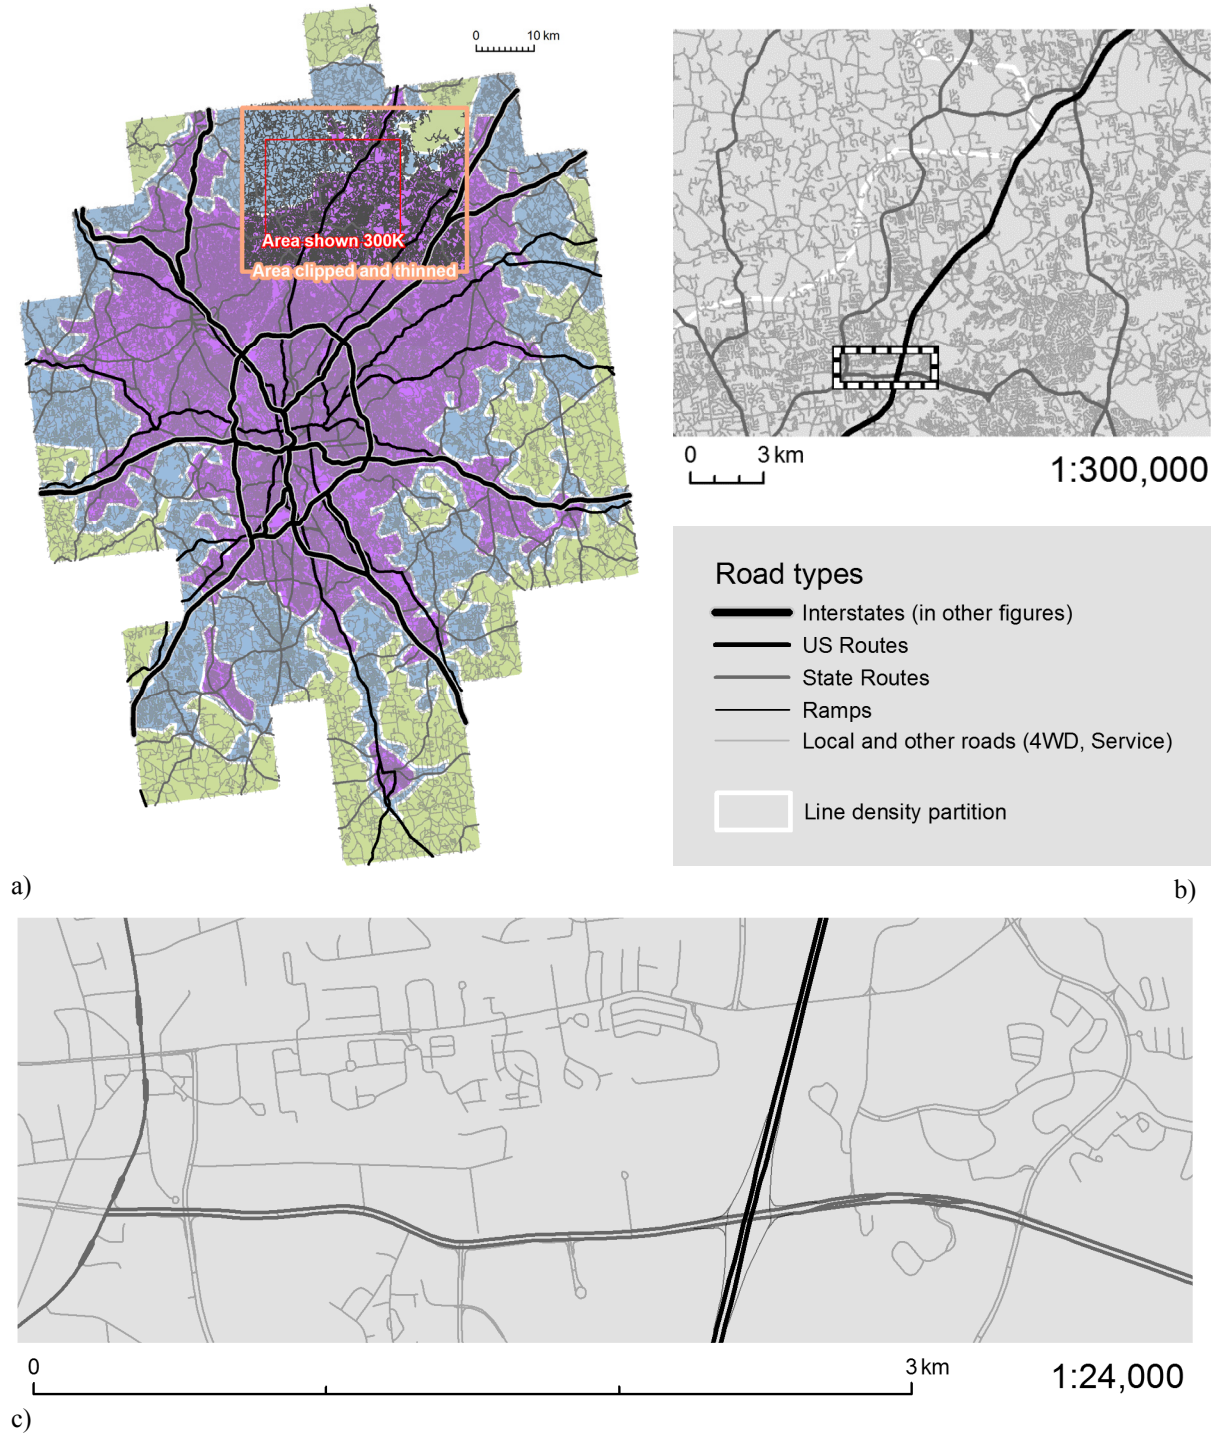 0 10 km
Area shown 300K
Area clipped and thinned
a)
0 3 km
1:300,000
Road types
Interstates (in other figures)
US Routes
State Routes
Ramps
Local and other roads (4WD, Service)
Line density partition
b)
0 3 km
1:24,000
c)